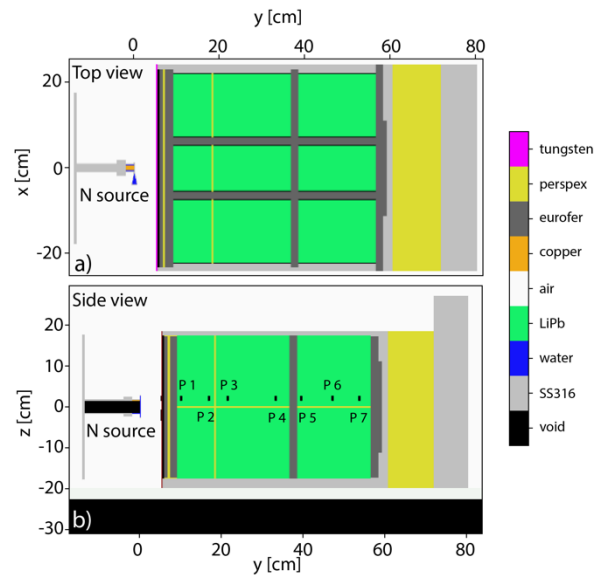 y [cm]
0 20 40 60 80
Top view
20
0
-20
x [cm]
N source
a)
Side view
20
10
0
-10
-20
-30
z [cm]
P 1 P 3 P 6
P 2 P 4 P 5 P 7
N source
b)
0 20 40 60 80
y [cm]
tungsten
perspex
eurofer
copper
air
LiPb
water
SS316
void